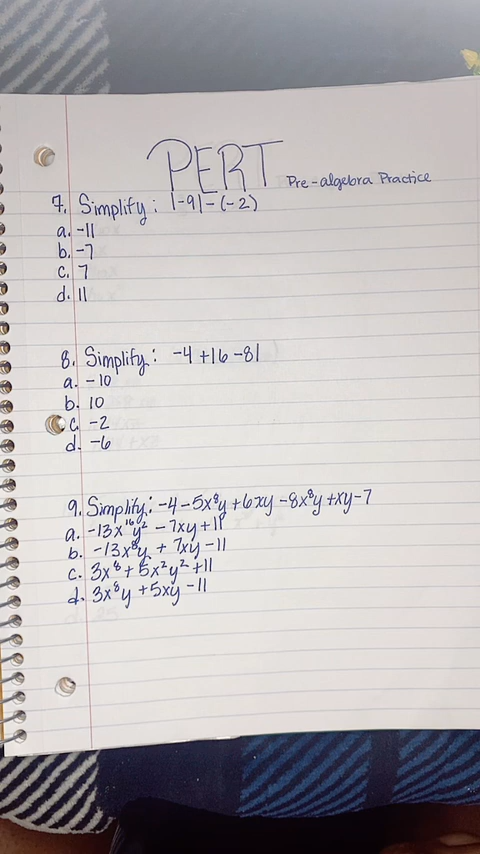 PERT Pre-algebra Practice
7. Simplify: |-9|-(-2)
a. -11
b. -7
c. 7
d. 11
8. Simplify: -4 +|6 -8|
a. -10
b. 10
c. -2
d. -6
9. Simplify: -4 -5x⁸y +6xy -8x⁸y +xy -7
a. -13x¹⁶y² -7xy +11
b. -13x⁸y + 7xy -11
c. 3x⁸ + 5x²y² +11
d. 3x⁸y +5xy -11